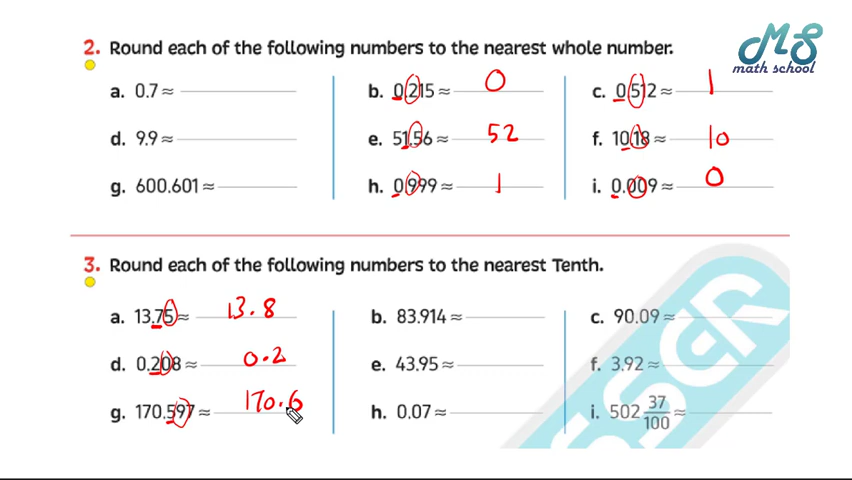 MS
math school
2. Round each of the following numbers to the nearest whole number.
a. 0.7 ≈
b. 0.215 ≈ 0
c. 0.512 ≈ 1
d. 9.9 ≈
e. 51.56 ≈ 52
f. 10.18 ≈ 10
g. 600.601 ≈
h. 0.999 ≈ 1
i. 0.009 ≈ 0
3. Round each of the following numbers to the nearest Tenth.
a. 13.75 ≈ 13.8
b. 83.914 ≈
c. 90.09 ≈
d. 0.208 ≈ 0.2
e. 43.95 ≈
f. 3.92 ≈
g. 170.597 ≈ 170.6
h. 0.07 ≈
i. 502 37/100 ≈